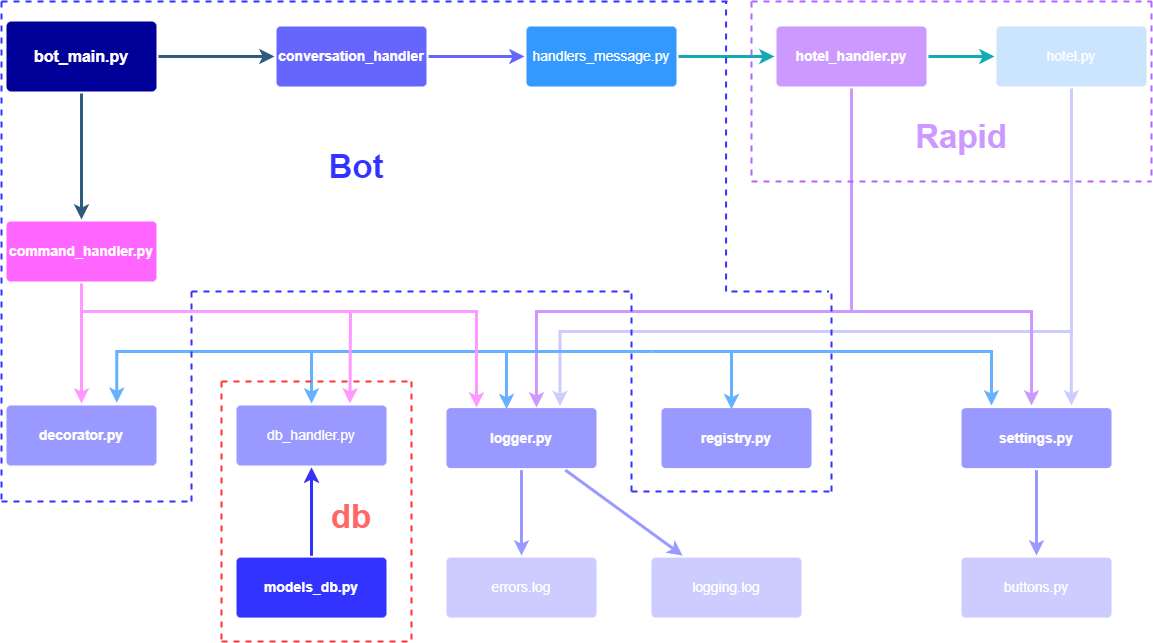 bot_main.py
conversation_handler
handlers_message.py
hotel_handler.py
hotel.py
Rapid
Bot
command_handler.py
decorator.py
db_handler.py
logger.py
registry.py
settings.py
db
models_db.py
errors.log
logging.log
buttons.py